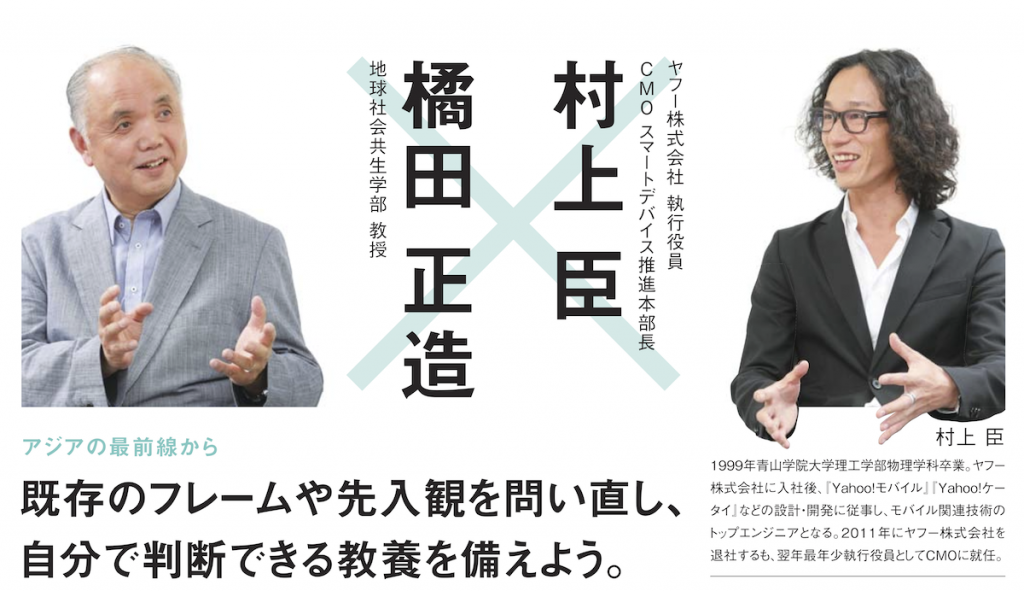 ヤフー株式会社 執行役員
CMO スマートデバイス推進本部長
村上 臣
橘田 正造
地球社会共生学部 教授
アジアの最前線から
既存のフレームや先入観を問い直し、
自分で判断できる教養を備えよう。
村上 臣
1999年青山学院大学理工学部物理学科卒業。ヤフー
株式会社に入社後、『Yahoo!モバイル』『Yahoo!ケー
タイ』などの設計・開発に従事し、モバイル関連技術の
トップエンジニアとなる。2011年にヤフー株式会社を
退社するも、翌年最年少執行役員としてCMOに就任。